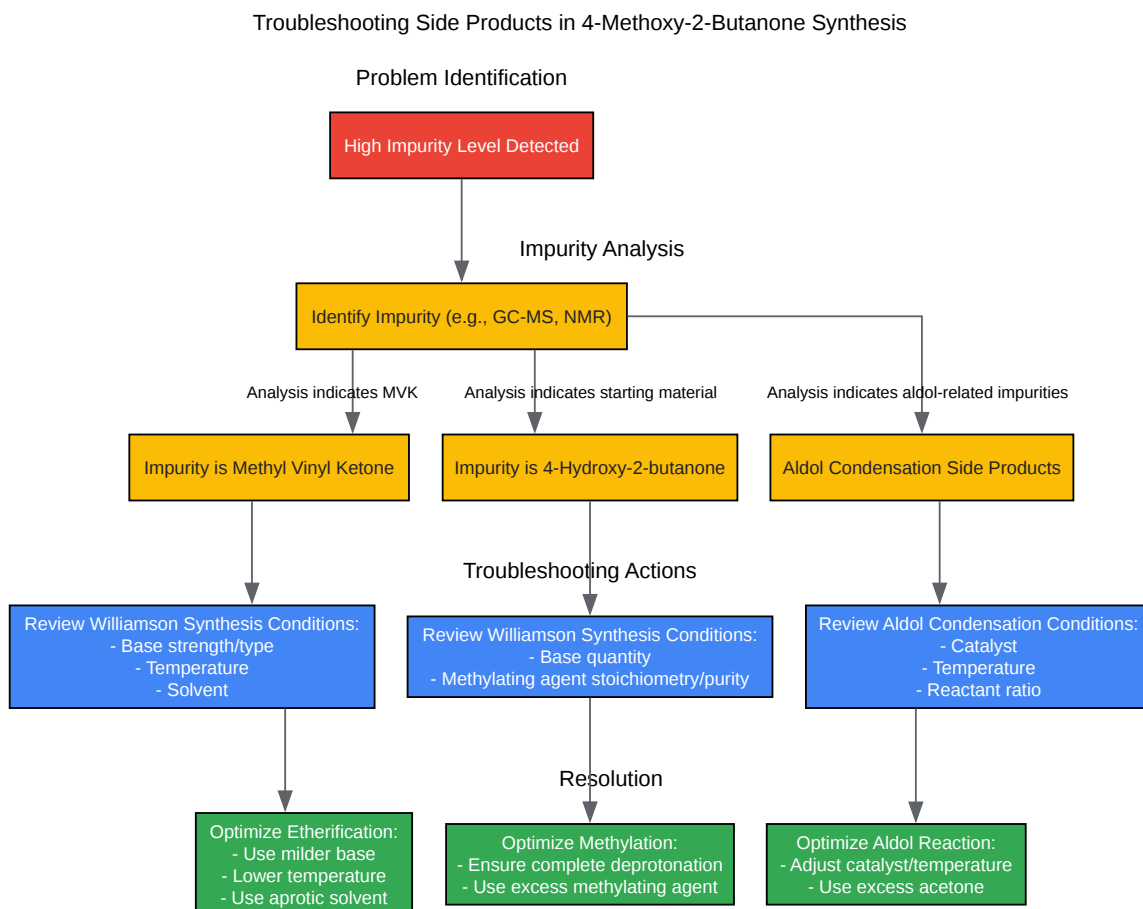 Troubleshooting Side Products in 4-Methoxy-2-Butanone Synthesis
Problem Identification
High Impurity Level Detected
Impurity Analysis
Identify Impurity (e.g., GC-MS, NMR)
Analysis indicates MVK
Analysis indicates starting material
Analysis indicates aldol-related impurities
Impurity is Methyl Vinyl Ketone
Impurity is 4-Hydroxy-2-butanone
Aldol Condensation Side Products
Troubleshooting Actions
Review Williamson Synthesis Conditions:
- Base strength/type
- Temperature
- Solvent
Review Williamson Synthesis Conditions:
- Base quantity
- Methylating agent stoichiometry/purity
Review Aldol Condensation Conditions:
- Catalyst
- Temperature
- Reactant ratio
Resolution
Optimize Etherification:
- Use milder base
- Lower temperature
- Use aprotic solvent
Optimize Methylation:
- Ensure complete deprotonation
- Use excess methylating agent
Optimize Aldol Reaction:
- Adjust catalyst/temperature
- Use excess acetone